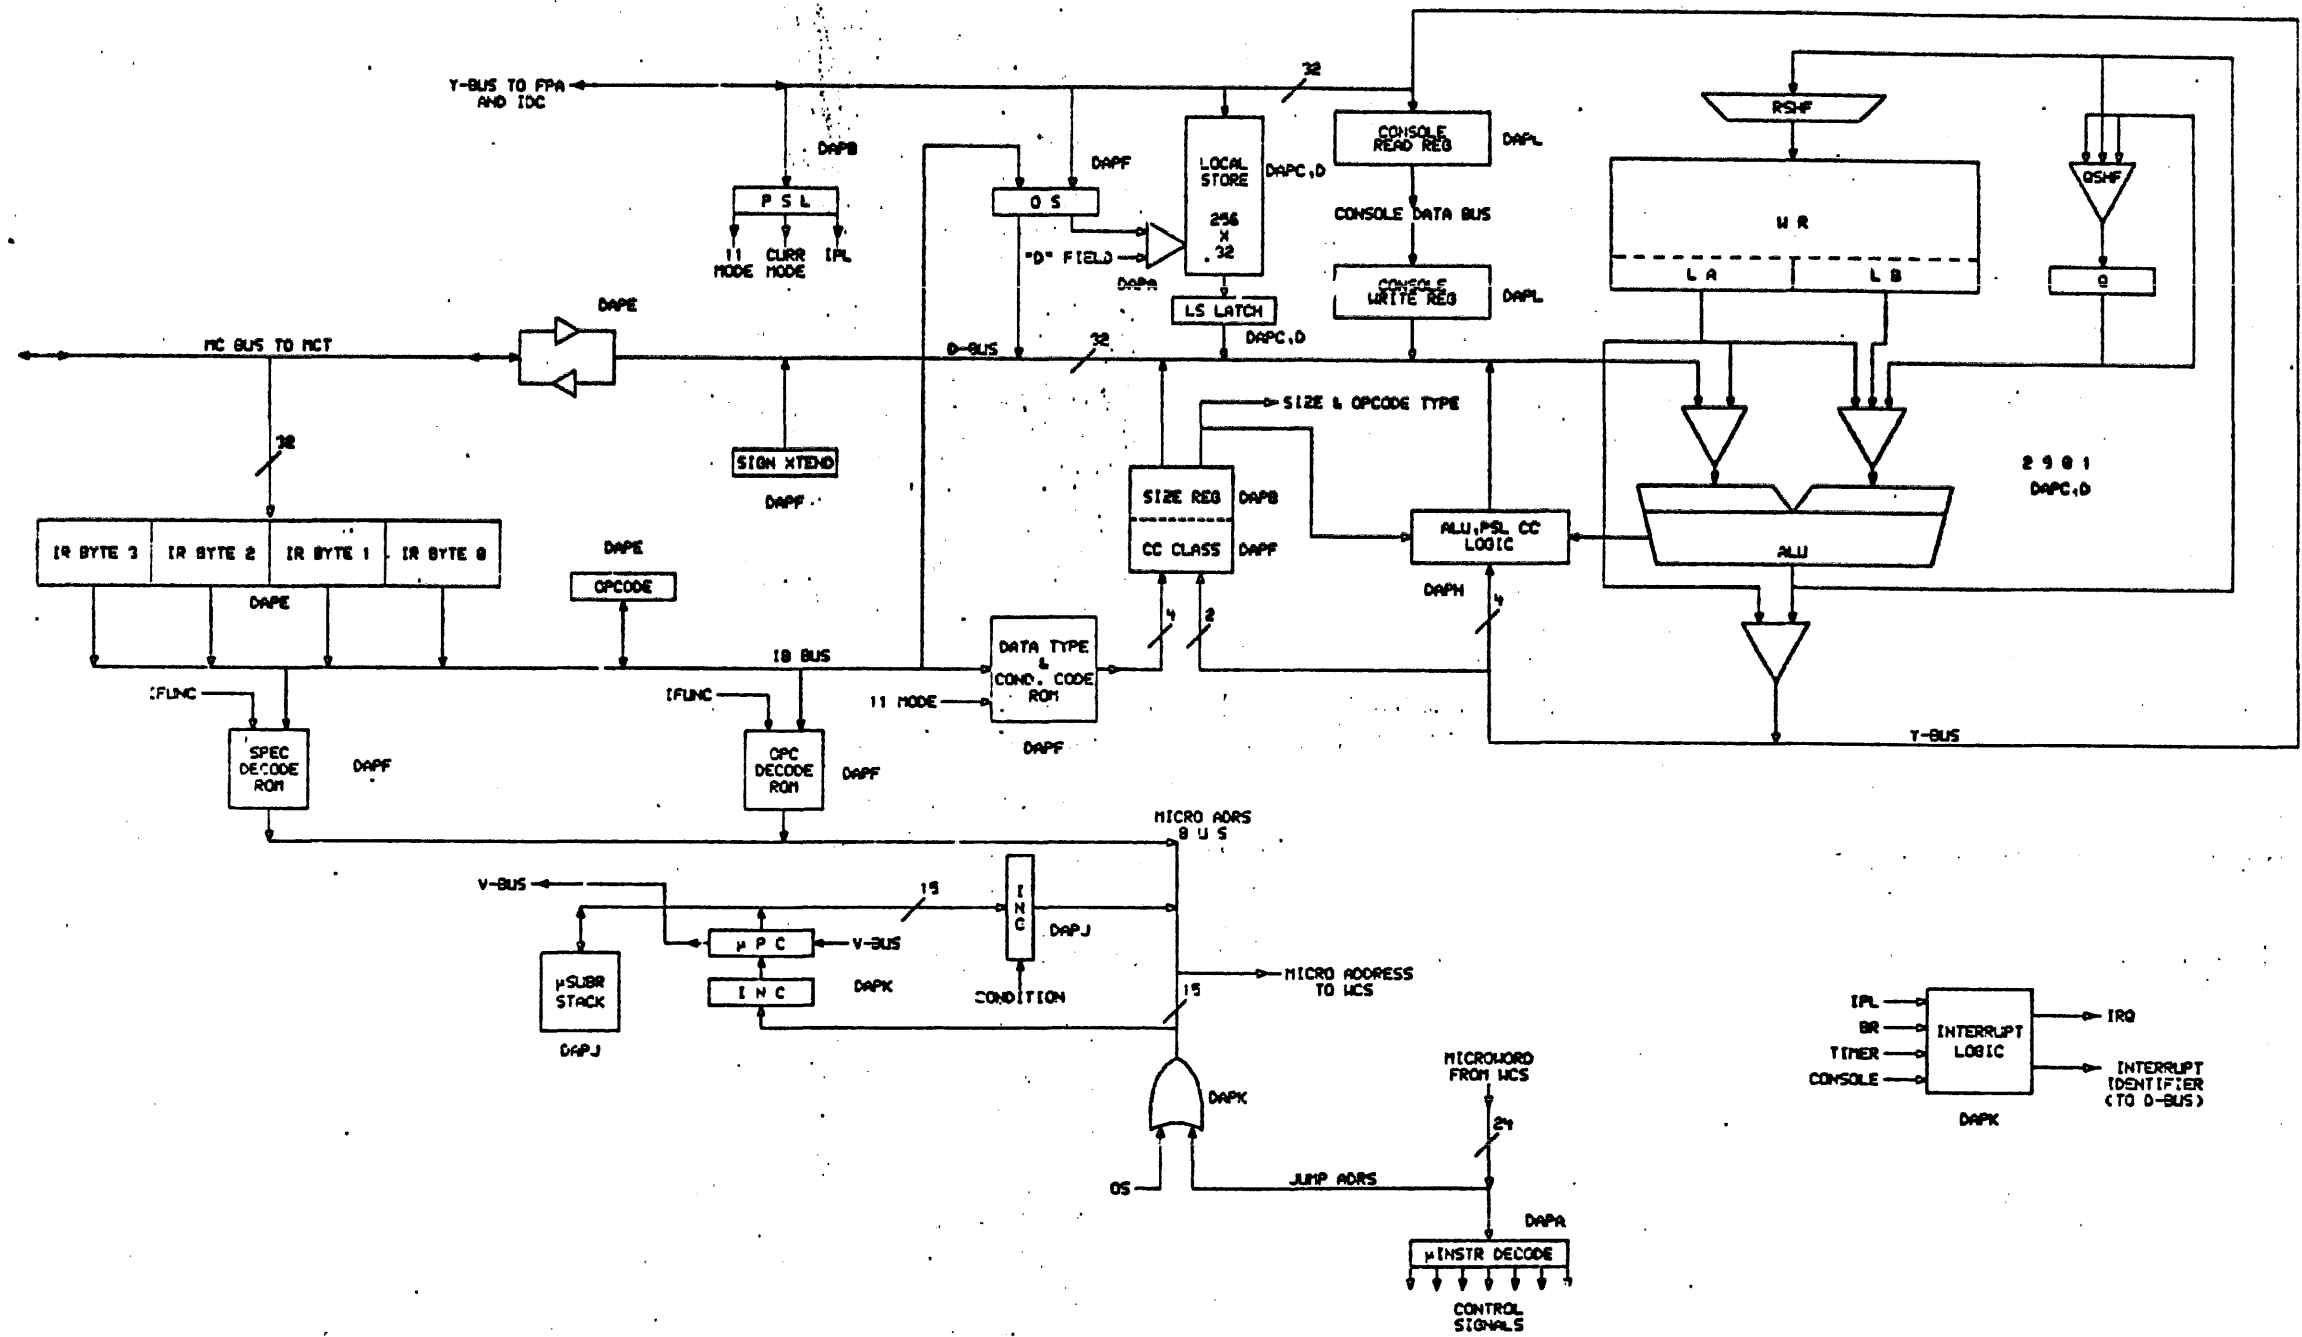 32
Y-BUS TO FPA
AND IDC
RSHF
DAPB
DAPF
LOCAL
STORE
256
X
32
DAPC,D
CONSOLE
READ REG
DAPL
QSHF
P S L
O S
CONSOLE DATA BUS
W R
11
MODE
CURR
MODE
IPL
"D" FIELD
DAPA
L A
L B
Q
CONSOLE
WRITE REG
DAPL
DAPE
LS LATCH
DAPC,D
MC BUS TO MCT
D-BUS
32
SIZE & OPCODE TYPE
32
SIGN XTEND
DAPF
2 9 0 1
DAPC,D
SIZE REG
DAPB
CC CLASS
DAPF
ALU,PSL CC
LOGIC
DAPH
ALU
IR BYTE 3
IR BYTE 2
IR BYTE 1
IR BYTE 0
DAPE
DAPE
OPCODE
4
2
4
DATA TYPE
&
COND. CODE
ROM
DAPF
IB BUS
IFUNC
IFUNC
11 MODE
SPEC
DECODE
ROM
DAPF
OPC
DECODE
ROM
DAPF
Y-BUS
MICRO ADRS
B U S
V-BUS
15
I
N
C
DAPJ
µ P C
V-BUS
µSUBR
STACK
DAPJ
I N C
DAPK
CONDITION
MICRO ADDRESS
TO WCS
15
IPL
BR
TIMER
CONSOLE
INTERRUPT
LOGIC
DAPK
IRQ
INTERRUPT
IDENTIFIER
(TO D-BUS)
MICROWORD
FROM WCS
DAPK
24
OS
JUMP ADRS
DAPA
µINSTR DECODE
CONTROL
SIGNALS